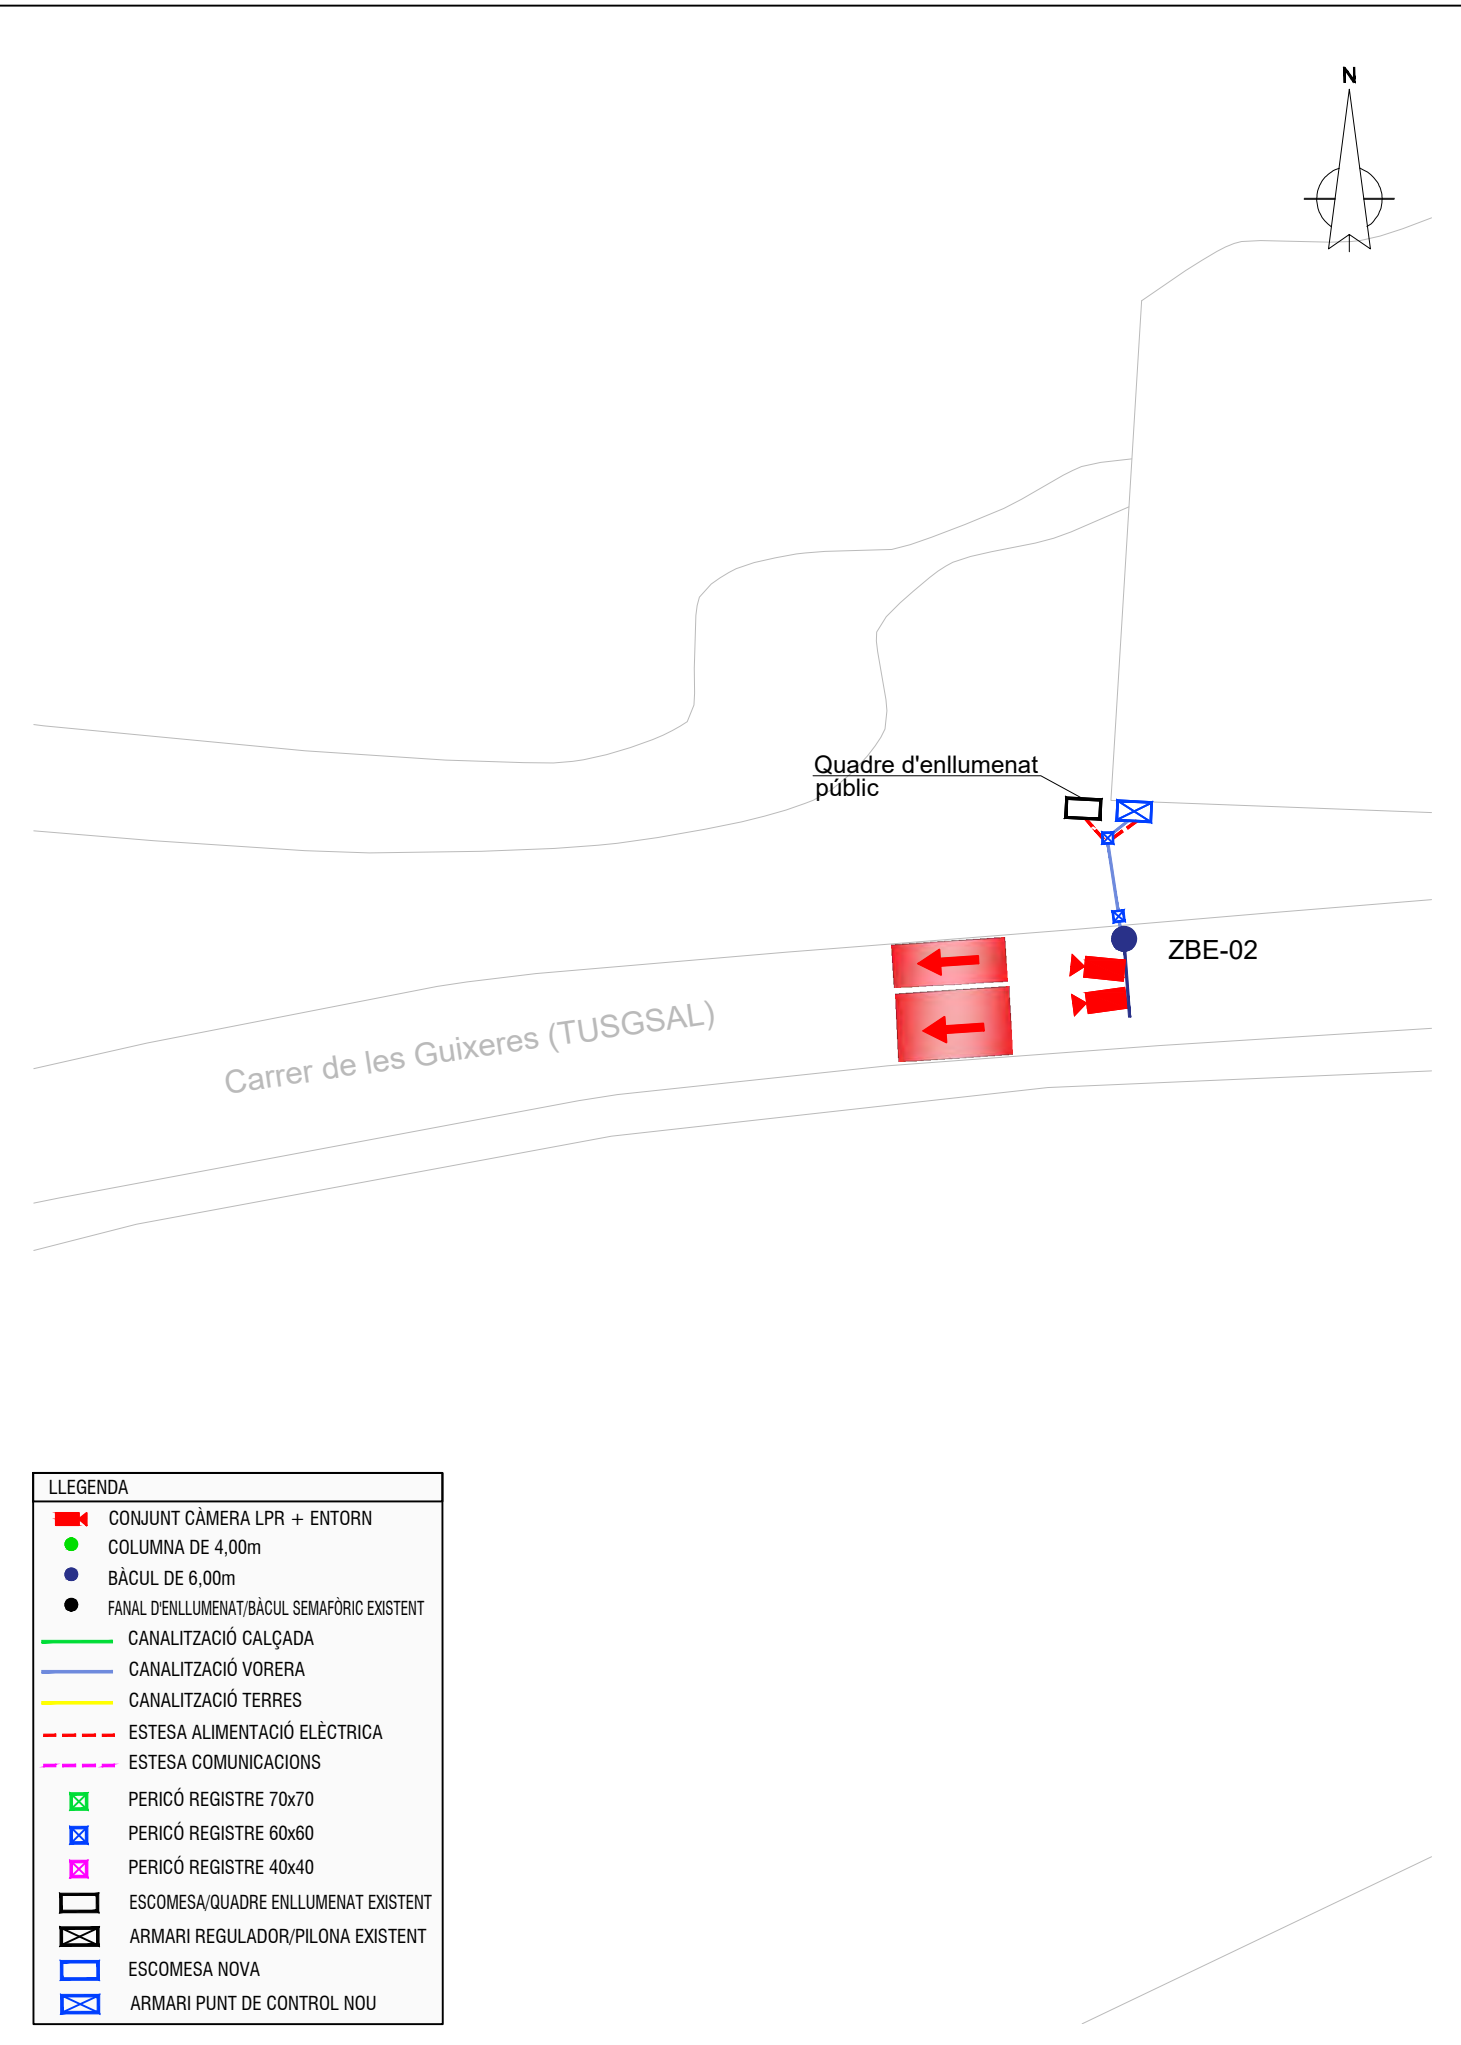 N
Quadre d'enllumenat
públic
ZBE-02
Carrer de les Guixeres (TUSGSAL)
LLEGENDA
CONJUNT CÀMERA LPR + ENTORN
COLUMNA DE 4,00m
BÀCUL DE 6,00m
FANAL D'ENLLUMENAT/BÀCUL SEMAFÒRIC EXISTENT
CANALITZACIÓ CALÇADA
CANALITZACIÓ VORERA
CANALITZACIÓ TERRES
ESTESA ALIMENTACIÓ ELÈCTRICA
ESTESA COMUNICACIONS
PERICÓ REGISTRE 70x70
PERICÓ REGISTRE 60x60
PERICÓ REGISTRE 40x40
ESCOMESA/QUADRE ENLLUMENAT EXISTENT
ARMARI REGULADOR/PILONA EXISTENT
ESCOMESA NOVA
ARMARI PUNT DE CONTROL NOU